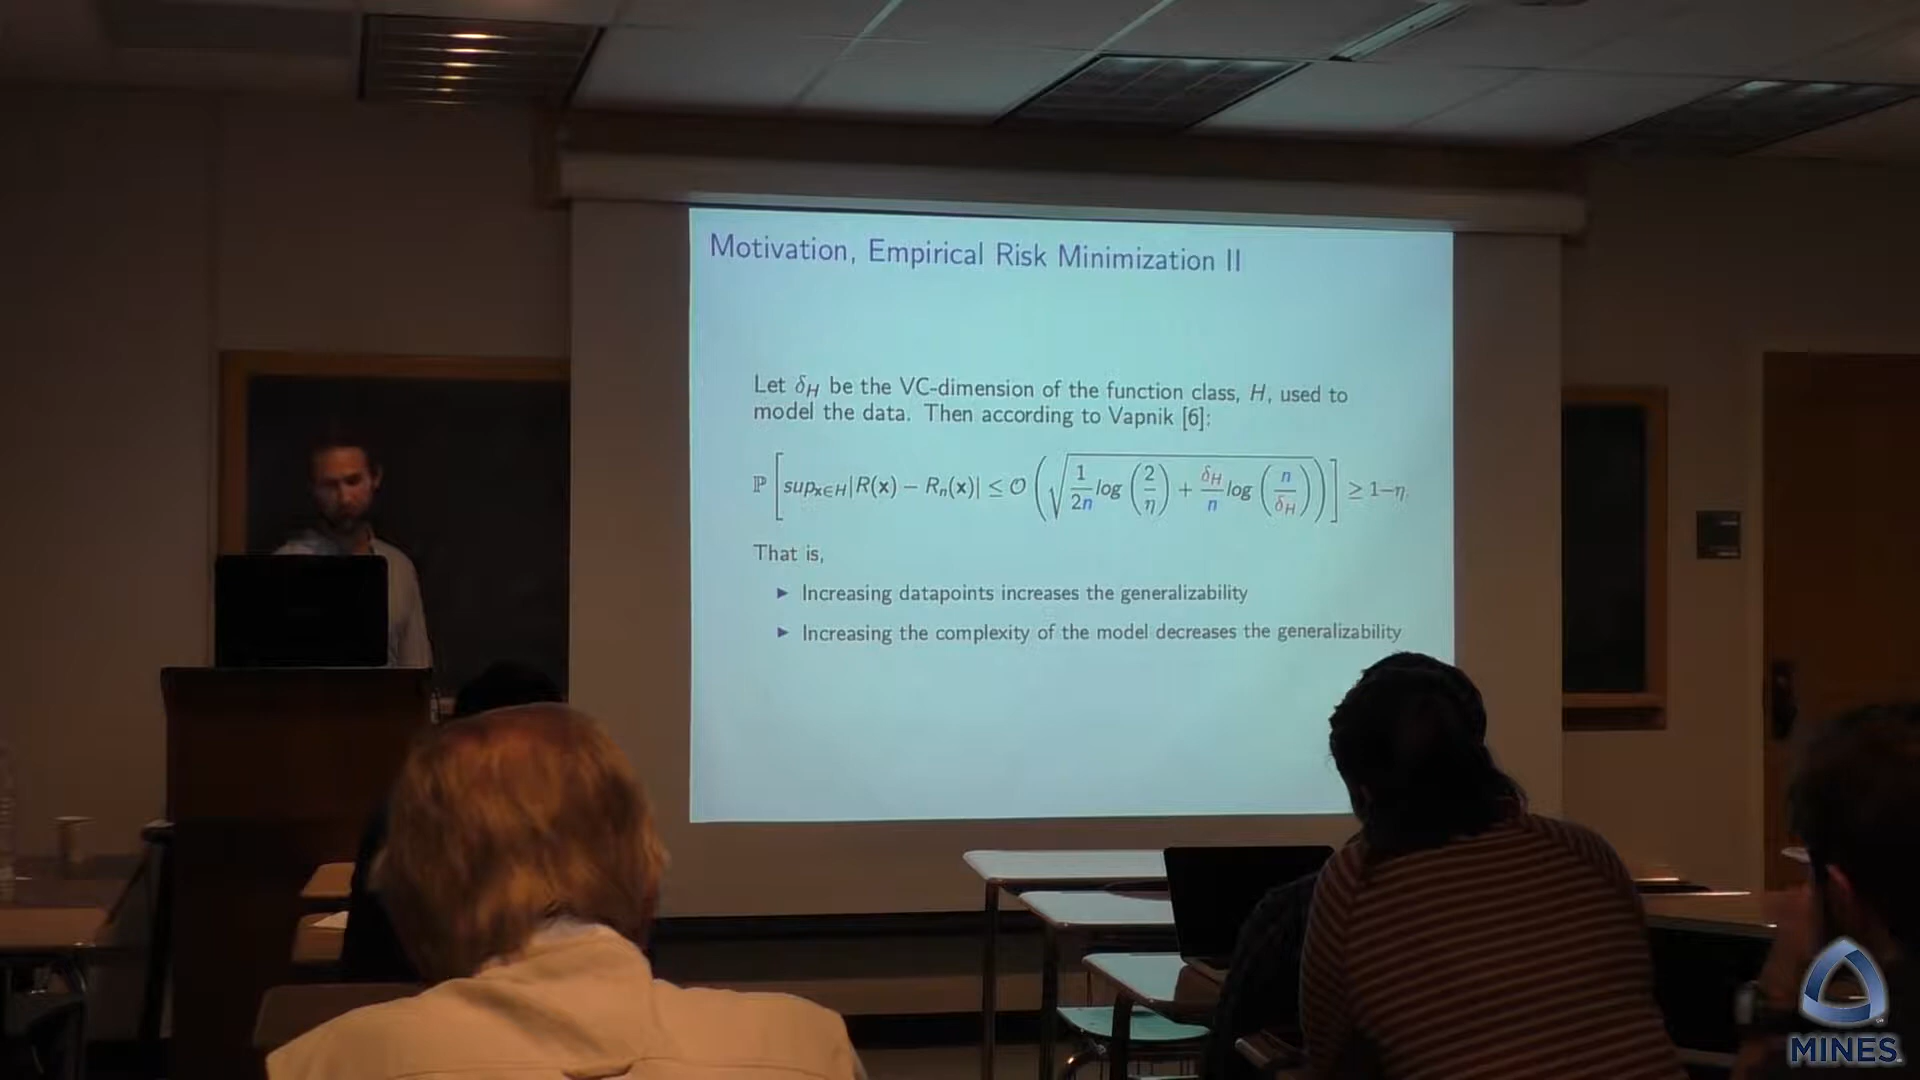 Motivation, Empirical Risk Minimization II
Let δ_H be the VC-dimension of the function class, H, used to
model the data. Then according to Vapnik [6]:
ℙ [ sup_{x∈H} |R(x) − R_n(x)| ≤ 𝒪 ( √( 1/2n log (2/η) + δ_H/n log (n/δ_H) ) ) ] ≥ 1−η
That is,
► Increasing datapoints increases the generalizability
► Increasing the complexity of the model decreases the generalizability
MINES